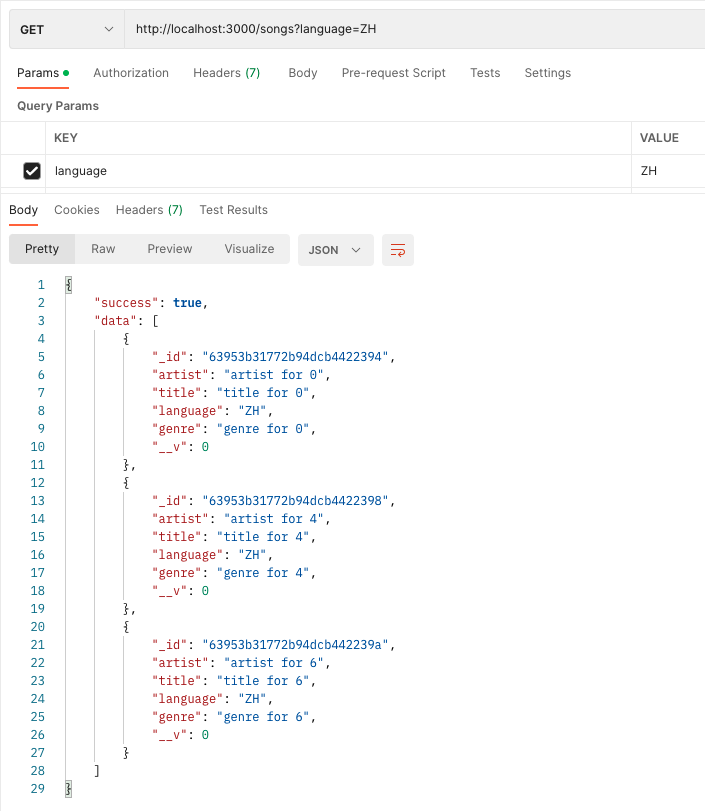 GET http://localhost:3000/songs?language=ZH
Params Authorization Headers (7) Body Pre-request Script Tests Settings
Query Params
KEY VALUE
language ZH
Body Cookies Headers (7) Test Results
Pretty Raw Preview Visualize JSON
1 {
2 "success": true,
3 "data": [
4 {
5 "_id": "63953b31772b94dcb4422394",
6 "artist": "artist for 0",
7 "title": "title for 0",
8 "language": "ZH",
9 "genre": "genre for 0",
10 "__v": 0
11 },
12 {
13 "_id": "63953b31772b94dcb4422398",
14 "artist": "artist for 4",
15 "title": "title for 4",
16 "language": "ZH",
17 "genre": "genre for 4",
18 "__v": 0
19 },
20 {
21 "_id": "63953b31772b94dcb442239a",
22 "artist": "artist for 6",
23 "title": "title for 6",
24 "language": "ZH",
25 "genre": "genre for 6",
26 "__v": 0
27 }
28 ]
29 }